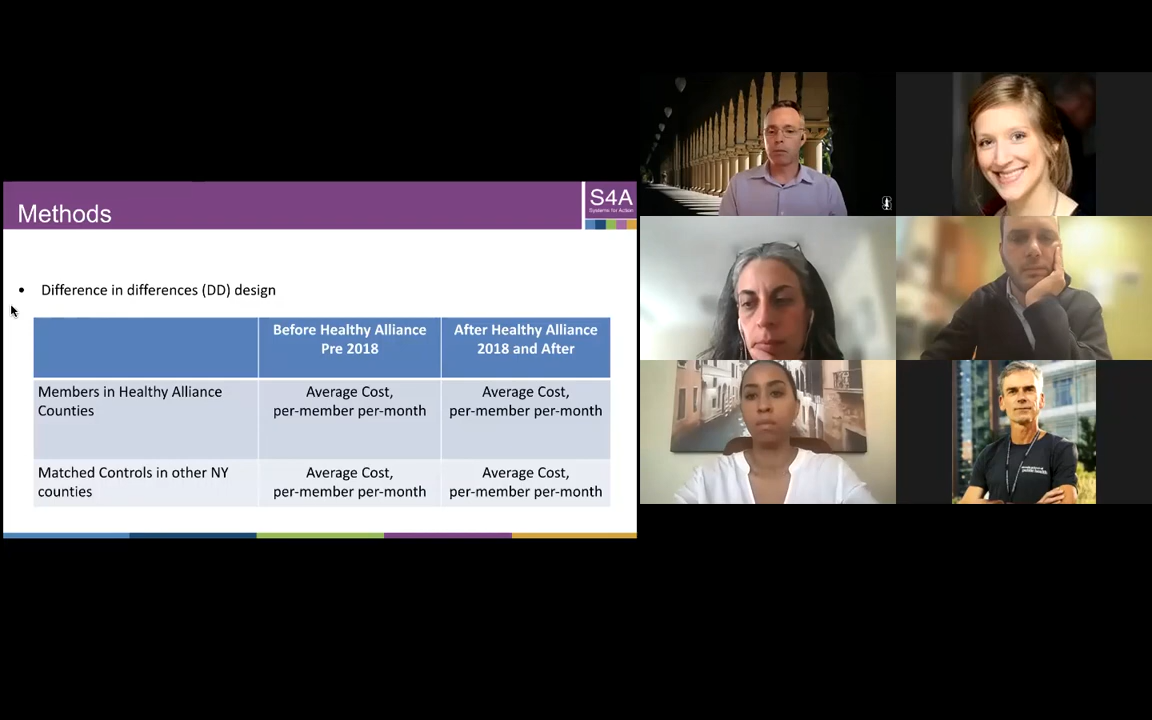 Methods
S4A
Systems for Action
• Difference in differences (DD) design
Before Healthy Alliance
Pre 2018
After Healthy Alliance
2018 and After
Members in Healthy Alliance
Counties
Average Cost,
per-member per-month
Average Cost,
per-member per-month
Matched Controls in other NY
counties
Average Cost,
per-member per-month
Average Cost,
per-member per-month